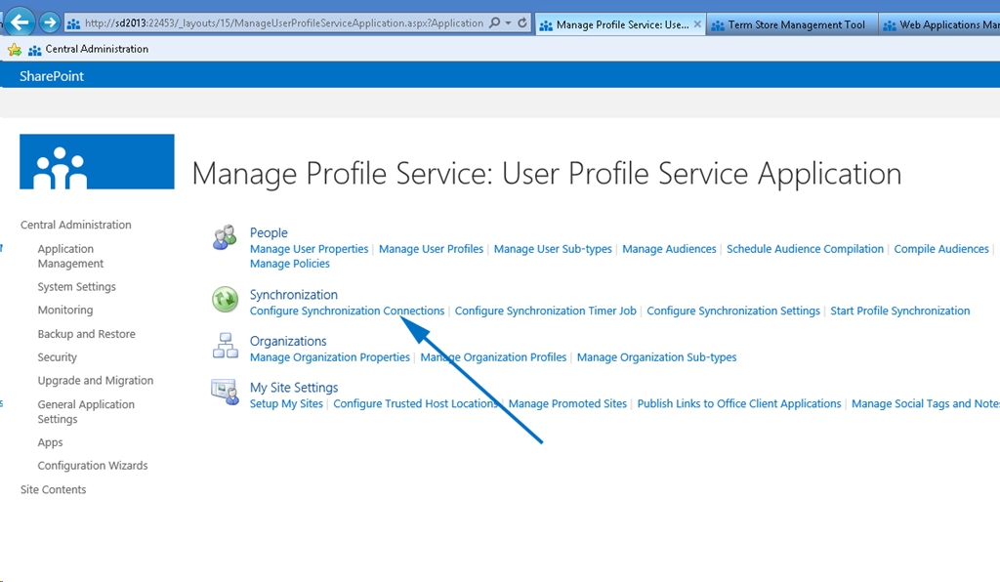 http://sd2013:22453/_layouts/15/ManageUserProfileServiceApplication.aspx?Application
Manage Profile Service: Use...
Term Store Management Tool
Web Applications Mar
Central Administration
SharePoint
Manage Profile Service: User Profile Service Application
Central Administration
Application
Management
System Settings
Monitoring
Backup and Restore
Security
Upgrade and Migration
General Application
Settings
Apps
Configuration Wizards
Site Contents
People
Manage User Properties | Manage User Profiles | Manage User Sub-types | Manage Audiences | Schedule Audience Compilation | Compile Audiences |
Manage Policies
Synchronization
Configure Synchronization Connections | Configure Synchronization Timer Job | Configure Synchronization Settings | Start Profile Synchronization
Organizations
Manage Organization Properties | Manage Organization Profiles | Manage Organization Sub-types
My Site Settings
Setup My Sites | Configure Trusted Host Locations | Manage Promoted Sites | Publish Links to Office Client Applications | Manage Social Tags and Notes